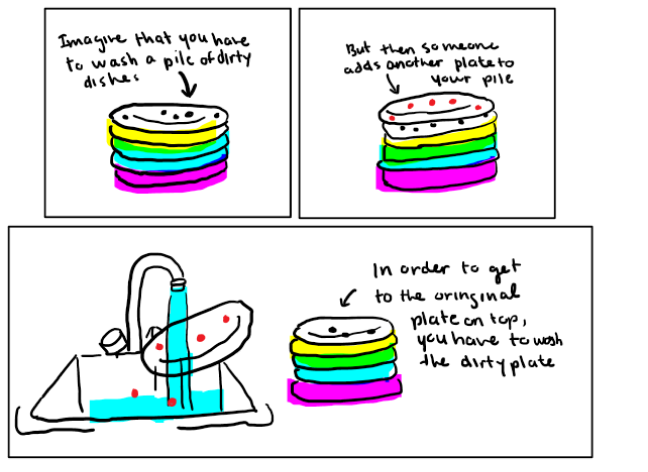 Imagine that you have
to wash a pile of dirty
dishes
But then someone
adds another plate to
your pile
In order to get
to the oringinal
plate on top,
you have to wash
the dirty plate